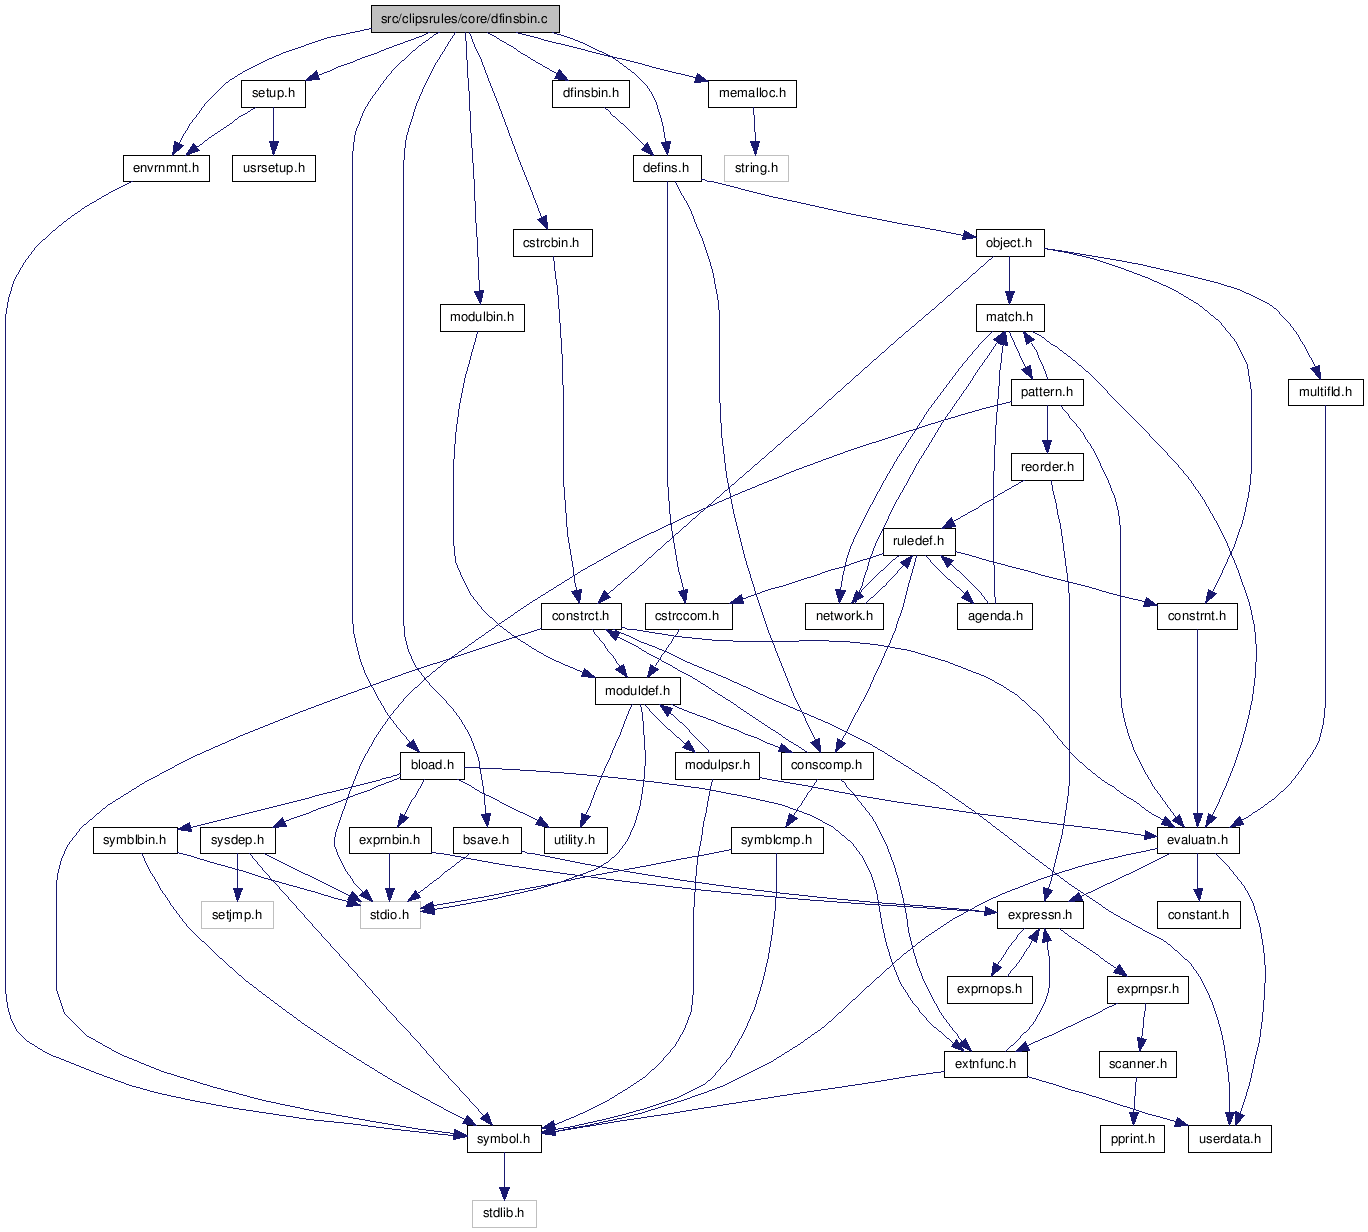 src/clipsrules/core/dfinsbin.c
setup.h
dfinsbin.h
memalloc.h
envrnmnt.h
usrsetup.h
defins.h
string.h
cstrcbin.h
object.h
modulbin.h
match.h
pattern.h
multifld.h
reorder.h
ruledef.h
constrct.h
cstrccom.h
network.h
agenda.h
constrnt.h
moduldef.h
bload.h
modulpsr.h
conscomp.h
symblbin.h
sysdep.h
exprnbin.h
bsave.h
utility.h
symblcmp.h
evaluatn.h
setjmp.h
stdio.h
expressn.h
constant.h
exprnops.h
exprnpsr.h
extnfunc.h
scanner.h
symbol.h
pprint.h
userdata.h
stdlib.h